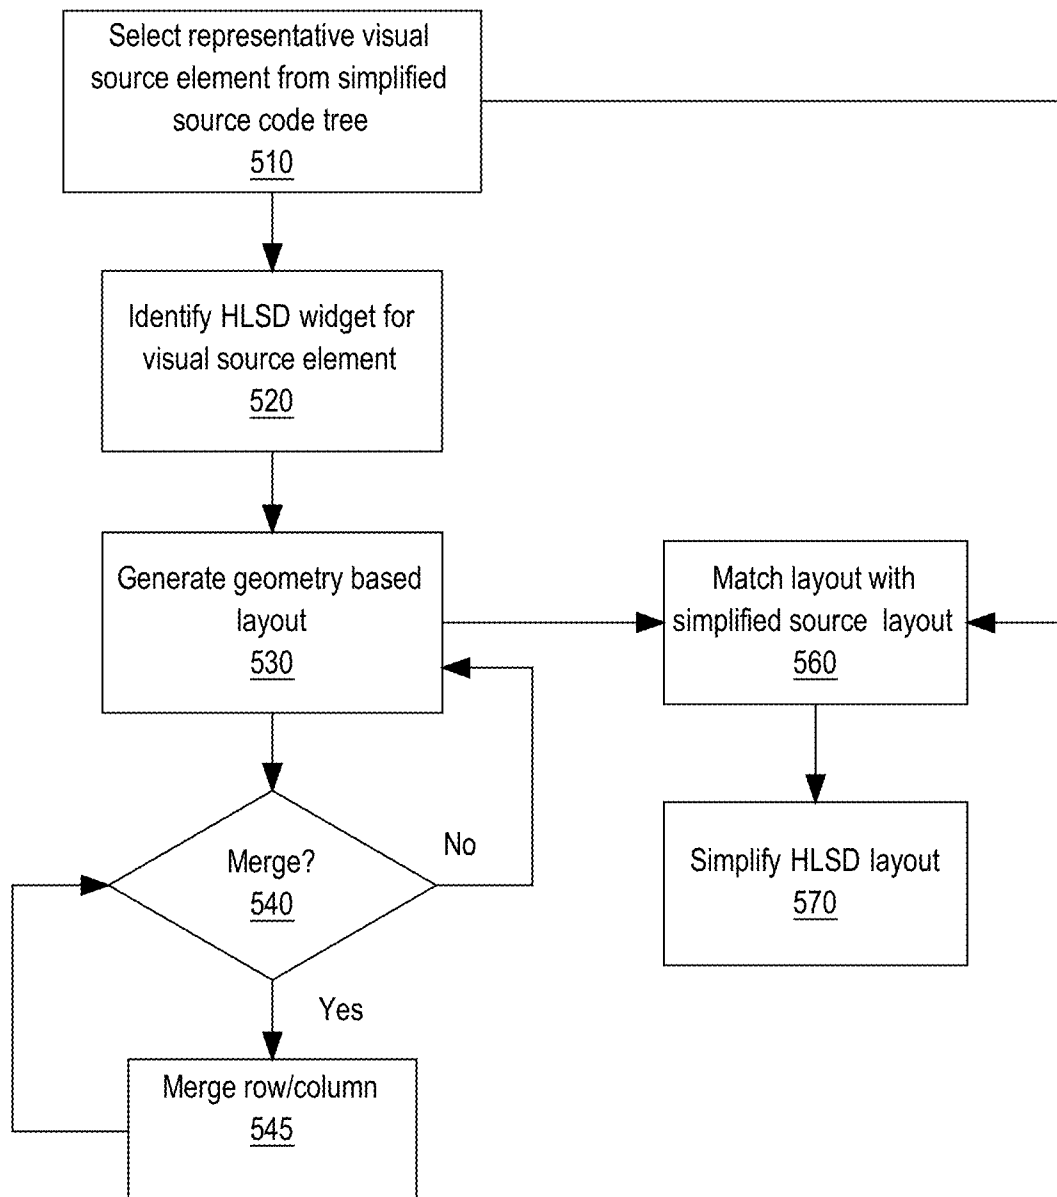 Select representative visual
source element from simplified
source code tree
510
Identify HLSD widget for
visual source element
520
Generate geometry based
layout
530
Match layout with
simplified source layout
560
Merge?
540
No
Simplify HLSD layout
570
Yes
Merge row/column
545